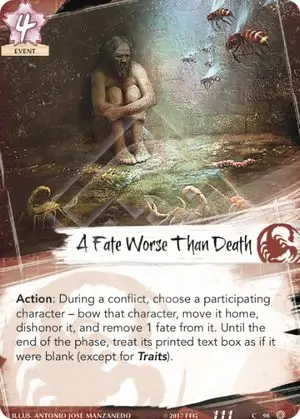 4
EVENT
A Fate Worse Than Death
Action: During a conflict, choose a participating
character – bow that character, move it home,
dishonor it, and remove 1 fate from it. Until the
end of the phase, treat its printed text box as if it
were blank (except for Traits).
ILLUS. ANTONIO JOSÉ MANZANEDO © 2017 FFG 111 C 98